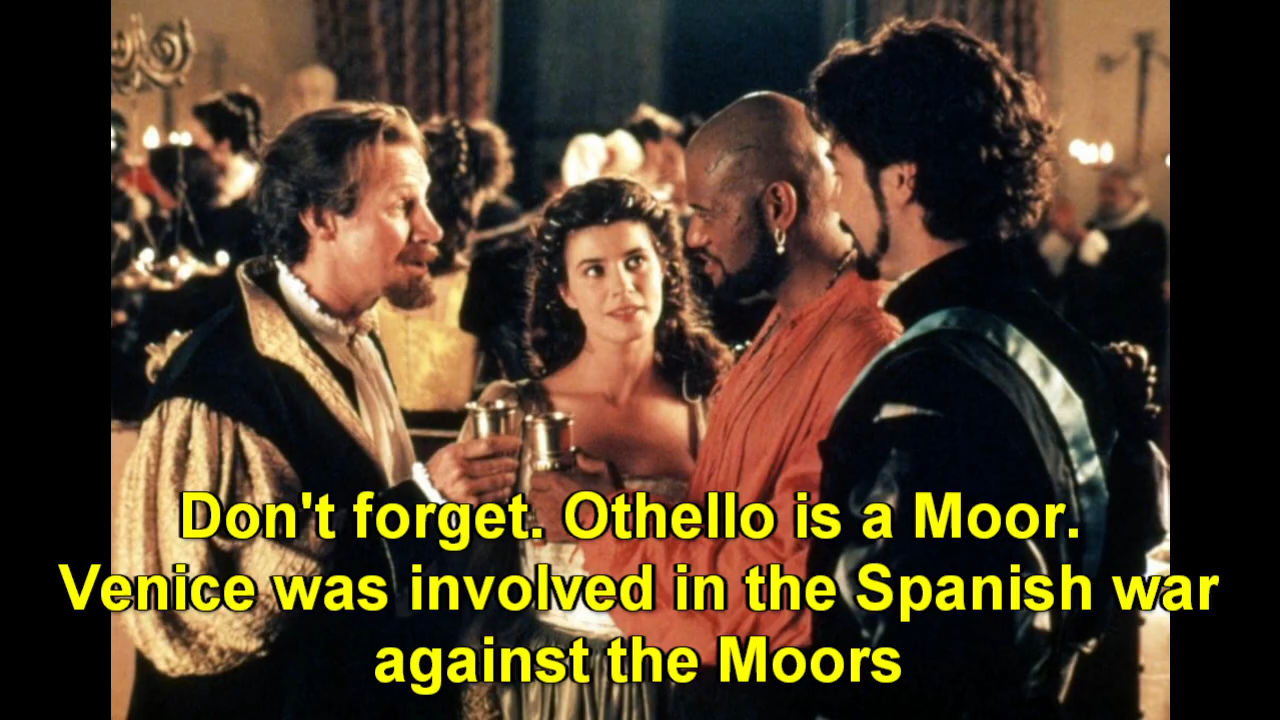 Don't forget. Othello is a Moor.
Venice was involved in the Spanish war
against the Moors